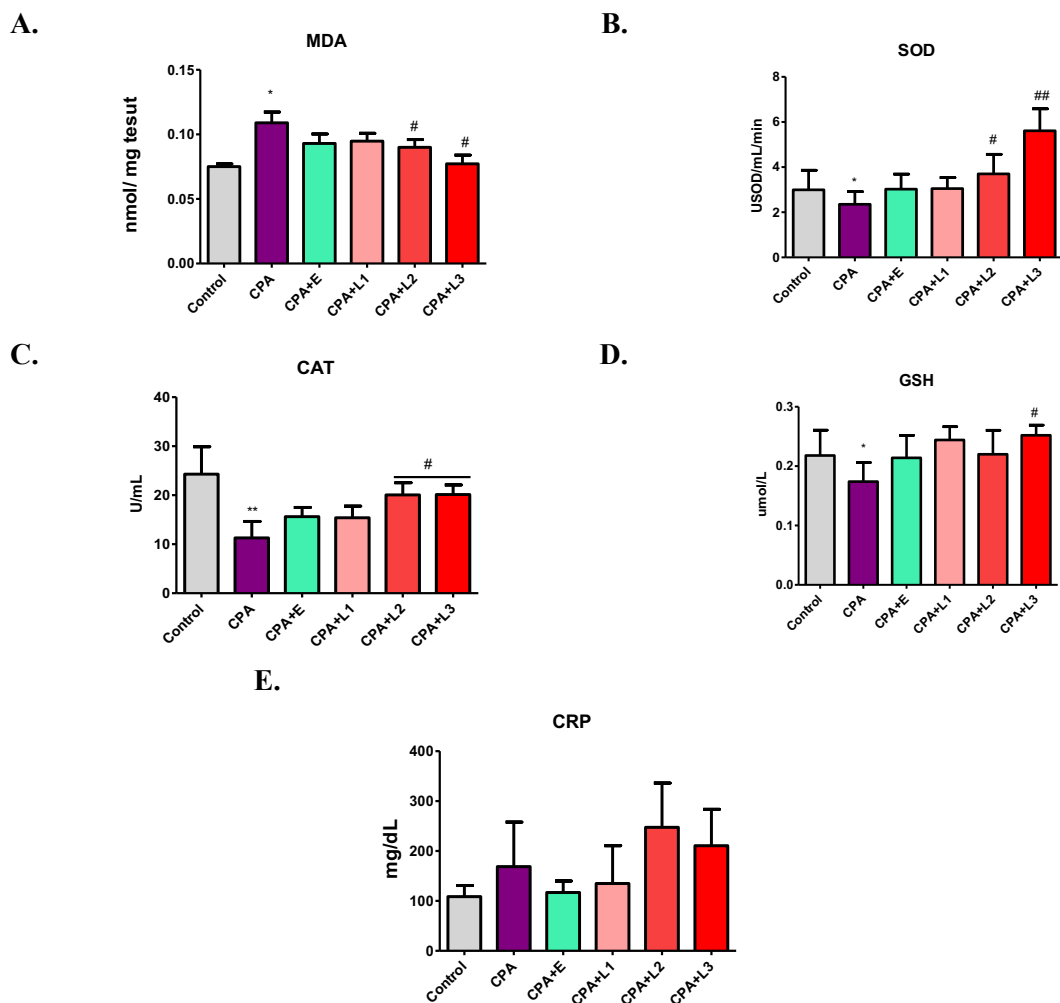 A.
MDA
nmol/ mg tesut
0.15
0.10
0.05
0.00
*
#
#
Control
CPA
CPA+E
CPA+L1
CPA+L2
CPA+L3
B.
SOD
USOD/mL/min
8
6
4
2
0
*
#
##
Control
CPA
CPA+E
CPA+L1
CPA+L2
CPA+L3
C.
CAT
U/mL
40
30
20
10
0
**
#
Control
CPA
CPA+E
CPA+L1
CPA+L2
CPA+L3
D.
GSH
umol/L
0.3
0.2
0.1
0.0
*
#
Control
CPA
CPA+E
CPA+L1
CPA+L2
CPA+L3
E.
CRP
mg/dL
400
300
200
100
0
Control
CPA
CPA+E
CPA+L1
CPA+L2
CPA+L3